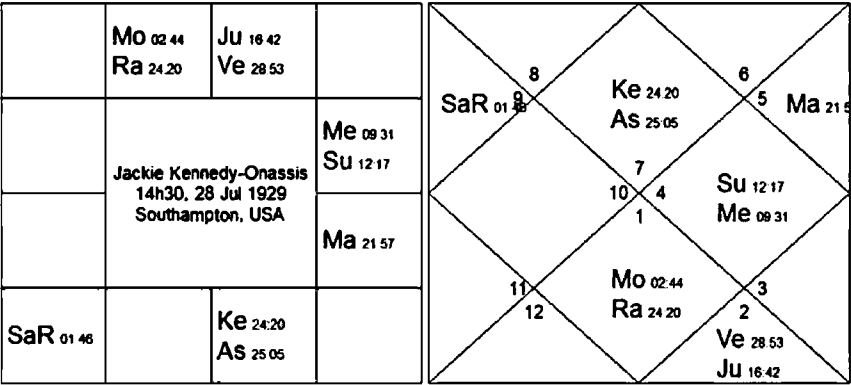 Mo 02 44
Ra 24.20
Ju 16 42
Ve 28 53
Me 09 31
Su 12 17
Jackie Kennedy-Onassis
14h30, 28 Jul 1929
Southampton, USA
Ma 21 57
SaR 01 46
Ke 24:20
As 25 05
8
6
SaR 01
9
Ke 24 20
As 25:05
5
Ma 21 5
7
10
4
1
Su 12 17
Me 09 31
11
12
Mo 02:44
Ra 24 20
3
2
Ve 28 53
Ju 16:42